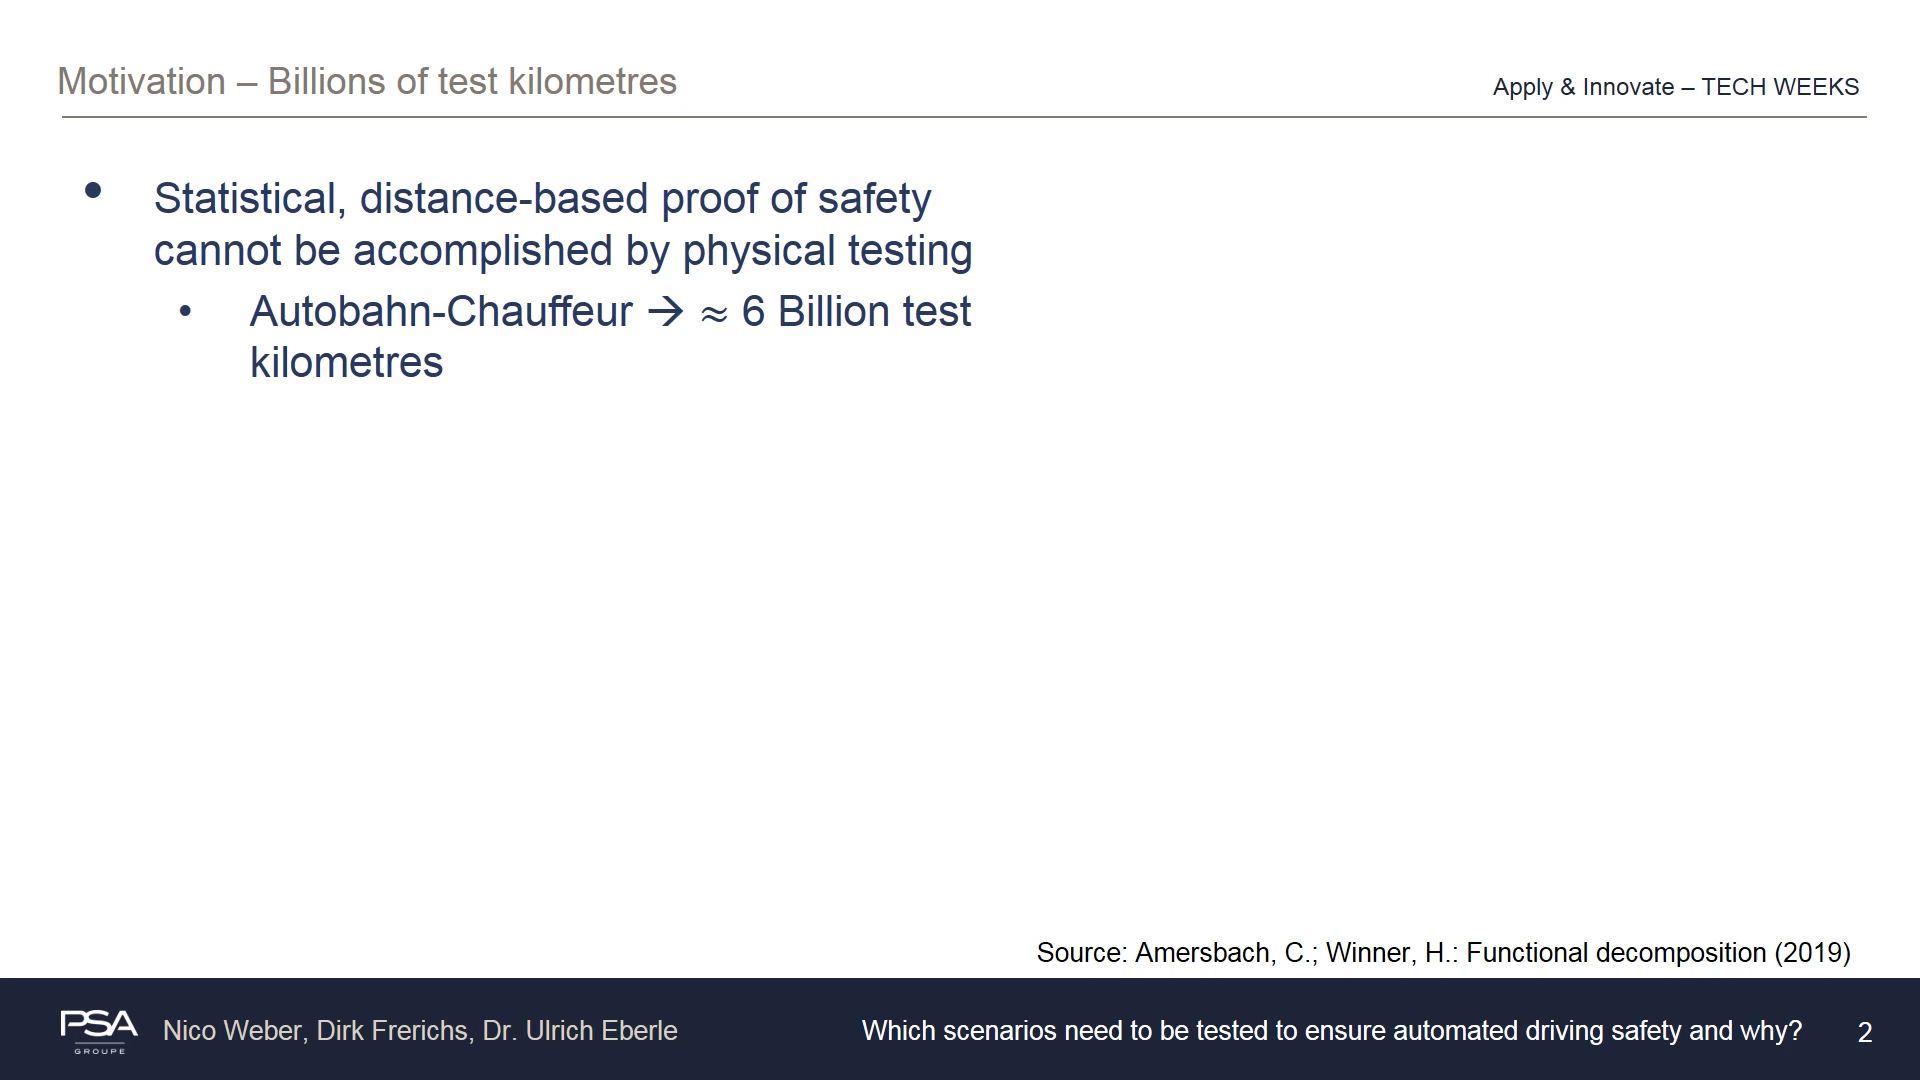 Motivation – Billions of test kilometres
Apply & Innovate – TECH WEEKS
• Statistical, distance-based proof of safety
cannot be accomplished by physical testing
• Autobahn-Chauffeur → ≈ 6 Billion test
kilometres
Source: Amersbach, C.; Winner, H.: Functional decomposition (2019)
PSA
GROUPE
Nico Weber, Dirk Frerichs, Dr. Ulrich Eberle
Which scenarios need to be tested to ensure automated driving safety and why?
2